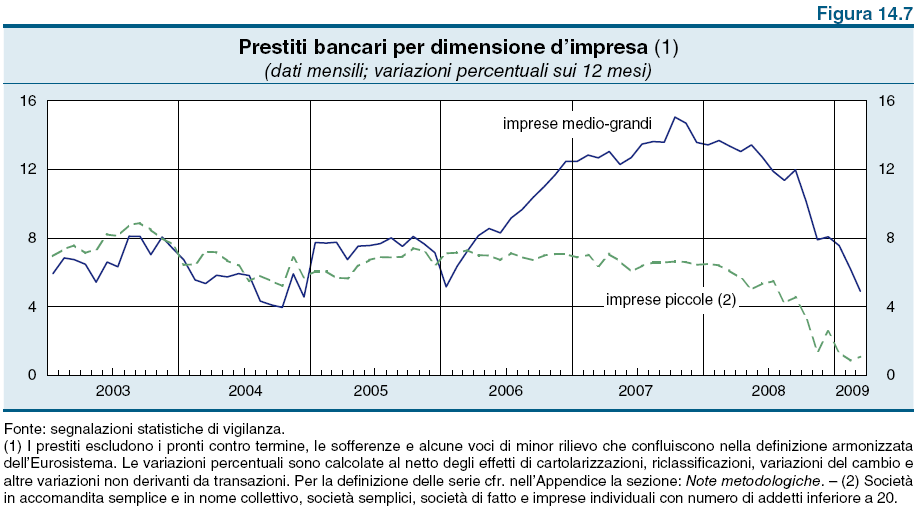 Figura 14.7
Prestiti bancari per dimensione d’impresa (1)
(dati mensili; variazioni percentuali sui 12 mesi)
16 16
imprese medio-grandi
12 12
8 8
imprese piccole (2)
4 4
0 0
2003 2004 2005 2006 2007 2008 2009
Fonte: segnalazioni statistiche di vigilanza.
(1) I prestiti escludono i pronti contro termine, le sofferenze e alcune voci di minor rilievo che confluiscono nella definizione armonizzata
dell’Eurosistema. Le variazioni percentuali sono calcolate al netto degli effetti di cartolarizzazioni, riclassificazioni, variazioni del cambio e
altre variazioni non derivanti da transazioni. Per la definizione delle serie cfr. nell’Appendice la sezione: Note metodologiche. – (2) Società
in accomandita semplice e in nome collettivo, società semplici, società di fatto e imprese individuali con numero di addetti inferiore a 20.